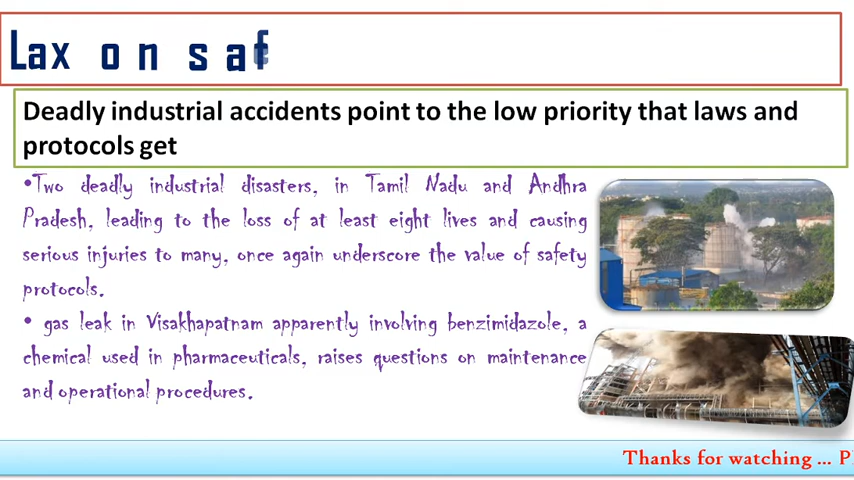 Lax on saf
Deadly industrial accidents point to the low priority that laws and
protocols get
•Two deadly industrial disasters, in Tamil Nadu and Andhra
Pradesh, leading to the loss of at least eight lives and causing
serious injuries to many, once again underscore the value of safety
protocols.
• gas leak in Visakhapatnam apparently involving benzimidazole, a
chemical used in pharmaceuticals, raises questions on maintenance
and operational procedures.
Thanks for watching ... P